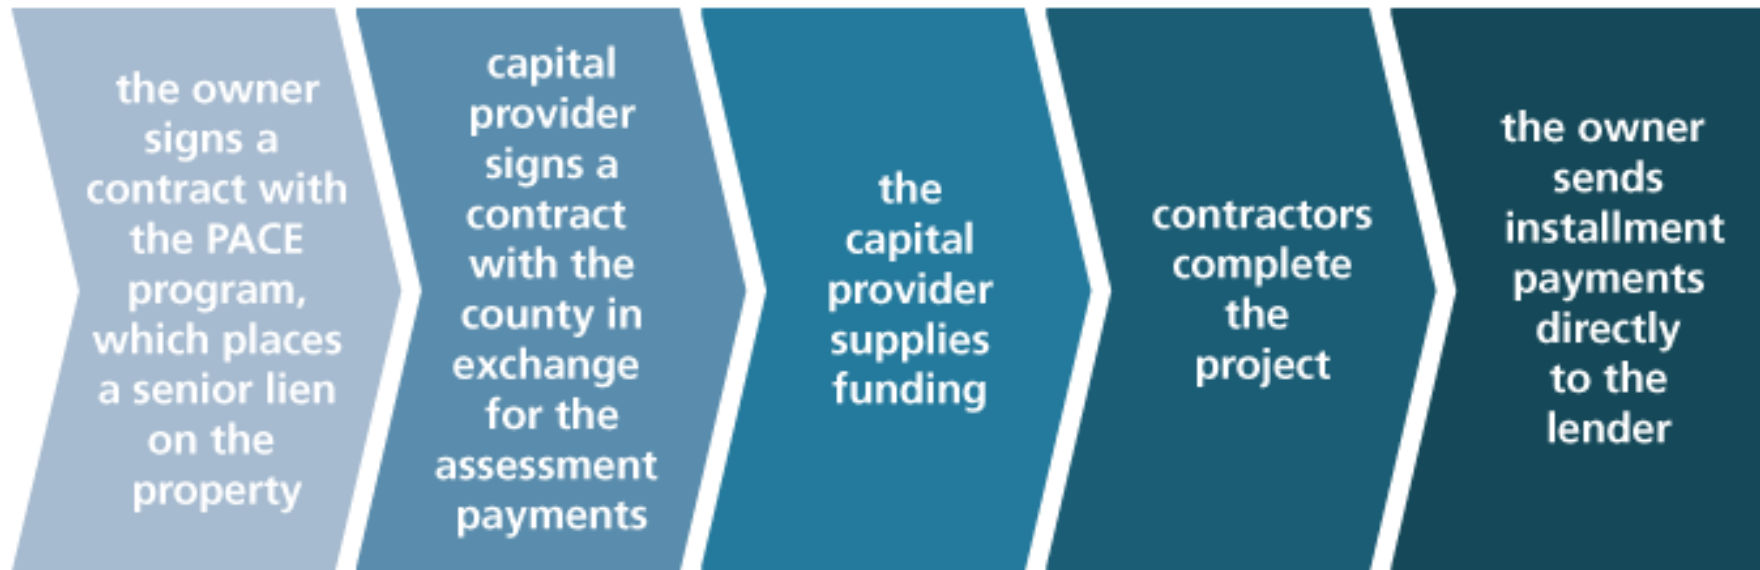 the owner
signs a
contract with
the PACE
program,
which places
a senior lien
on the
property
capital
provider
signs a
contract
with the
county in
exchange
for the
assessment
payments
the
capital
provider
supplies
funding
contractors
complete
the
project
the owner
sends
installment
payments
directly
to the
lender